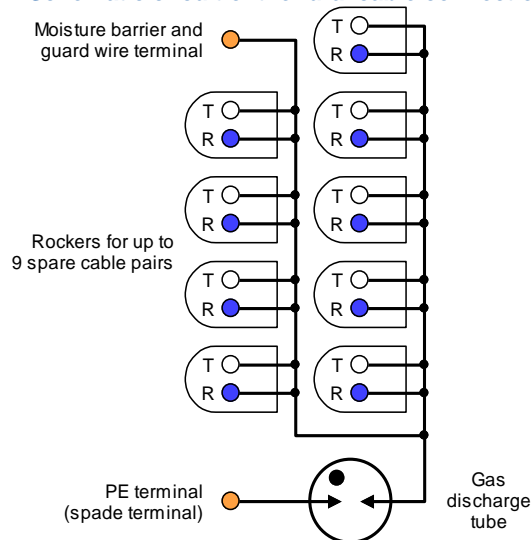 Moisture barrier and
guard wire terminal
T
R
T
R
T
R
T
R
T
R
T
R
Rockers for up to
9 spare cable pairs
T
R
T
R
T
R
T
R
PE terminal
(spade terminal)
Gas
discharge
tube